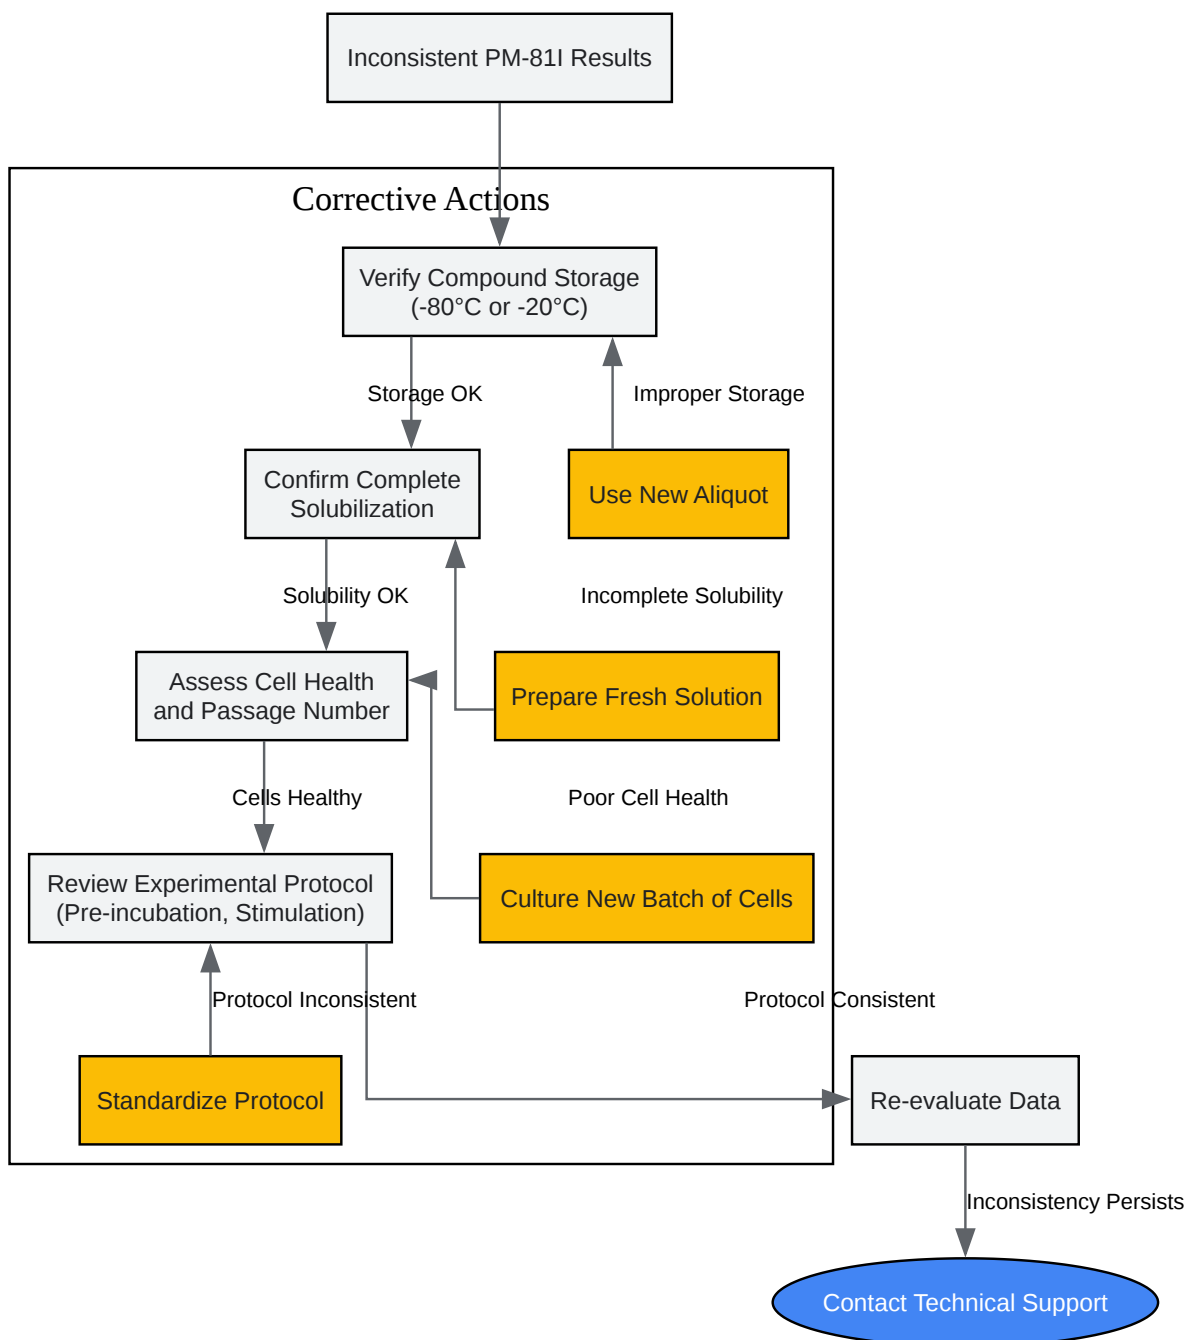 Inconsistent PM-81I Results
Corrective Actions
Verify Compound Storage
(-80°C or -20°C)
Storage OK
Improper Storage
Confirm Complete
Solubilization
Use New Aliquot
Solubility OK
Incomplete Solubility
Assess Cell Health
and Passage Number
Prepare Fresh Solution
Cells Healthy
Poor Cell Health
Review Experimental Protocol
(Pre-incubation, Stimulation)
Culture New Batch of Cells
Protocol Inconsistent
Protocol Consistent
Standardize Protocol
Re-evaluate Data
Inconsistency Persists
Contact Technical Support